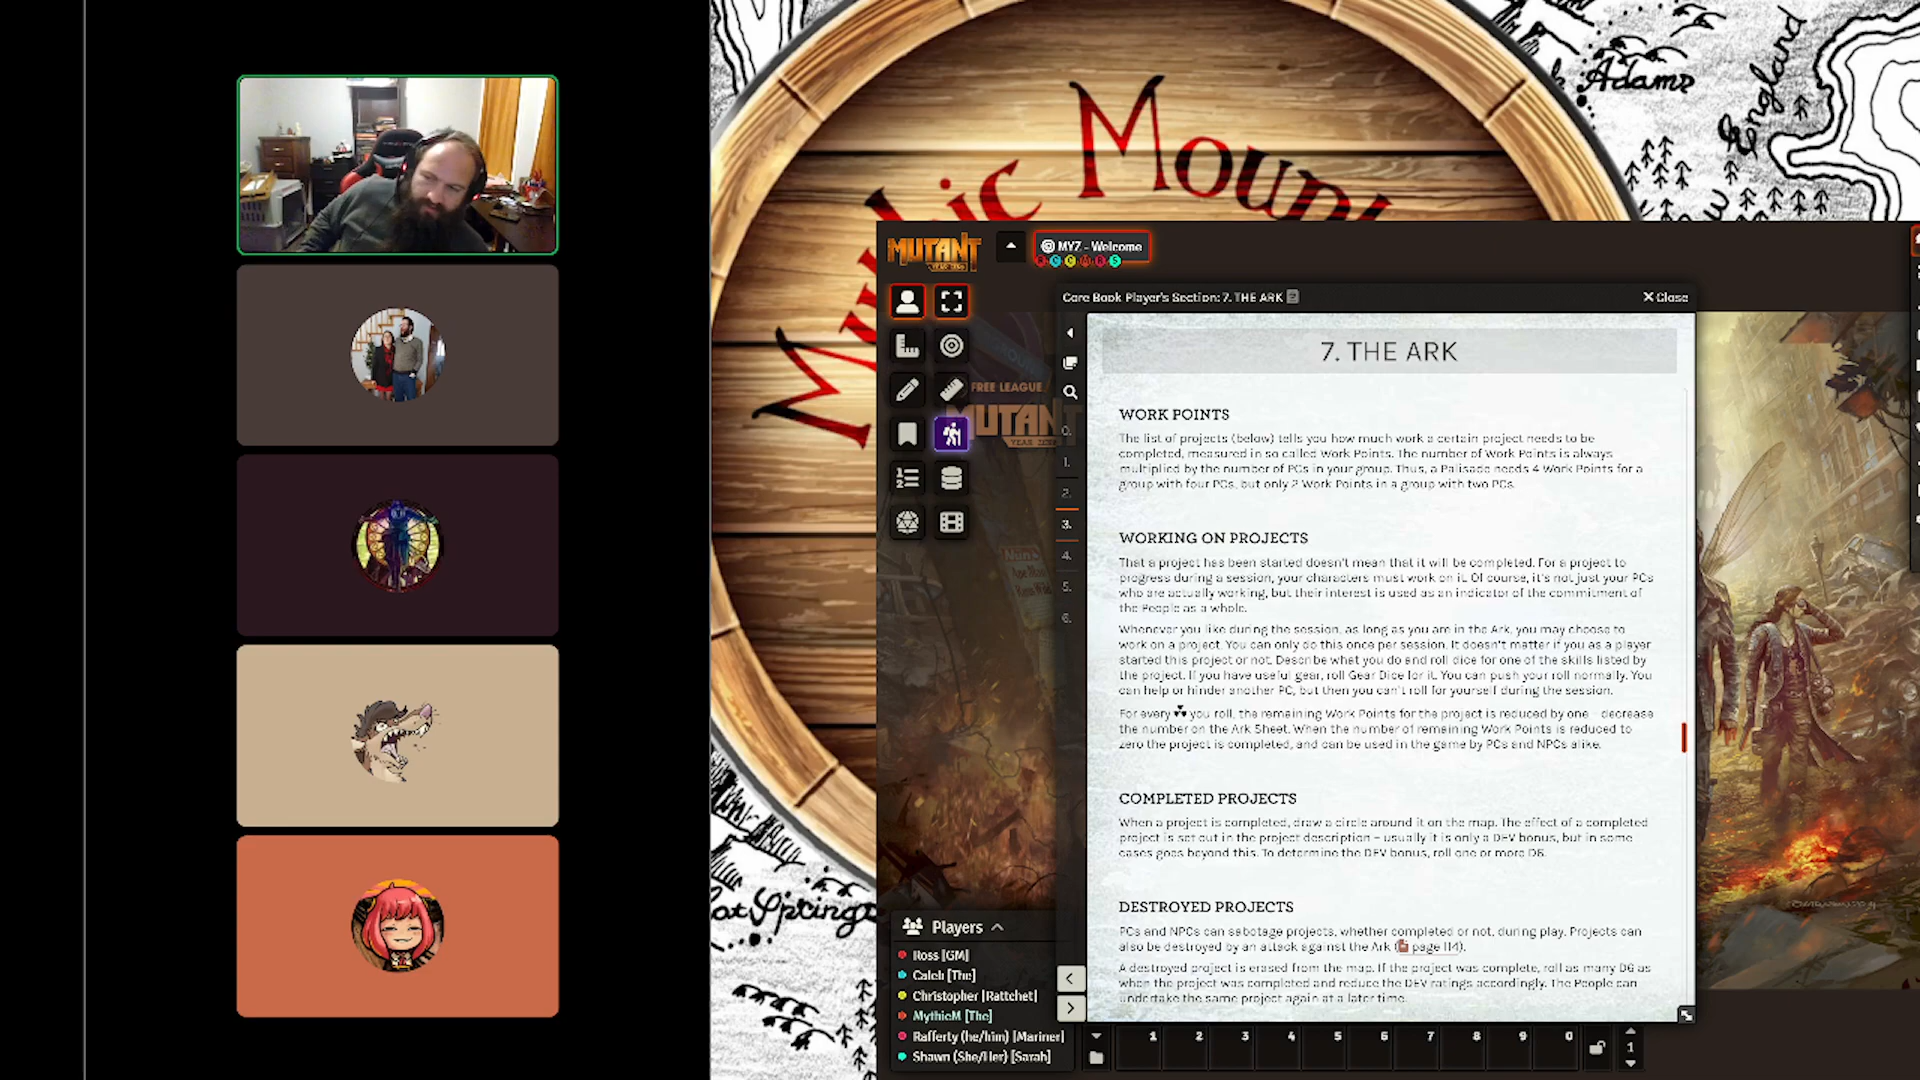 Mythic Mount
Adams
England
at Springs
MUTANT
YEAR ZERO
MYZ - Welcome
Core Book Player's Section: 7. THE ARK
Close
FREE LEAGUE
MUTANT
YEAR ZERO
0.
1.
2.
3.
4.
5.
6.
7. THE ARK
WORK POINTS
The list of projects (below) tells you how much work a certain project needs to be
completed, measured in so called Work Points. The number of Work Points is always
multiplied by the number of PCs in your group. Thus, a Palisade needs 4 Work Points for a
group with four PCs, but only 2 Work Points in a group with two PCs.
WORKING ON PROJECTS
That a project has been started doesn't mean that it will be completed. For a project to
progress during a session, your characters must work on it. Of course, it's not just your PCs
who are actually working, but their interest is used as an indicator of the commitment of
the People as a whole.
Whenever you like during the session, as long as you are in the Ark, you may choose to
work on a project. You can only do this once per session. It doesn't matter if you as a player
started this project or not. Describe what you do and roll dice for one of the skills listed by
the project. If you have useful gear, roll Gear Dice for it. You can push your roll normally. You
can help or hinder another PC, but then you can't roll for yourself during the session.
For every ☢ you roll, the remaining Work Points for the project is reduced by one – decrease
the number on the Ark Sheet. When the number of remaining Work Points is reduced to
zero the project is completed, and can be used in the game by PCs and NPCs alike.
COMPLETED PROJECTS
When a project is completed, draw a circle around it on the map. The effect of a completed
project is set out in the project description – usually it is only a DEV bonus, but in some
cases goes beyond this. To determine the DEV bonus, roll one or more D6.
DESTROYED PROJECTS
PCs and NPCs can sabotage projects, whether completed or not, during play. Projects can
also be destroyed by an attack against the Ark (page 114).
A destroyed project is erased from the map. If the project was complete, roll as many D6 as
when the project was completed and reduce the DEV ratings accordingly. The People can
undertake the same project again at a later time.
Players
Ross [GM]
Caleb [The]
Christopher [Rattchet]
MythicM [The]
Rafferty (he/him) [Mariner]
Shawn (She/Her) [Sarah]
1 2 3 4 5 6 7 8 9 0
1